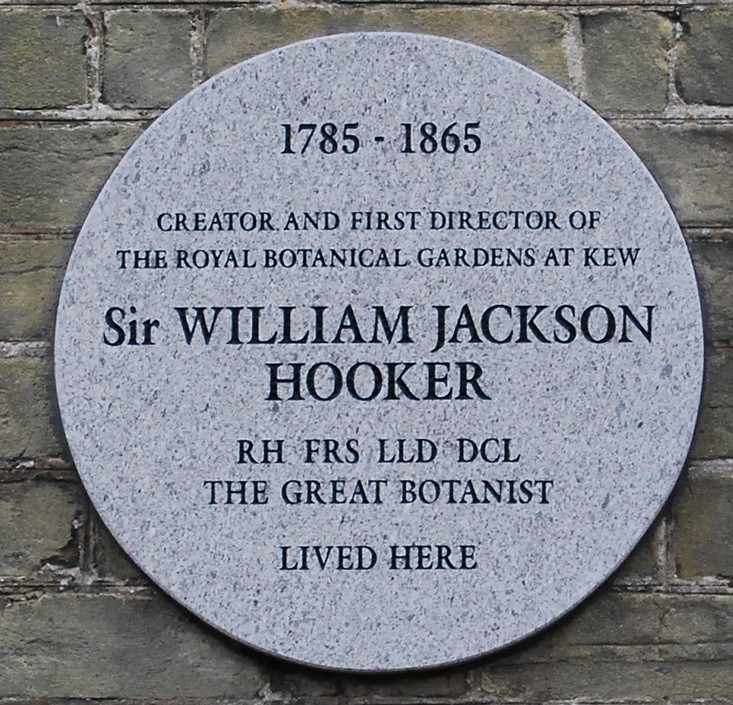 1785 - 1865
CREATOR AND FIRST DIRECTOR OF
THE ROYAL BOTANICAL GARDENS AT KEW
Sir WILLIAM JACKSON
HOOKER
RH FRS LLD DCL
THE GREAT BOTANIST
LIVED HERE